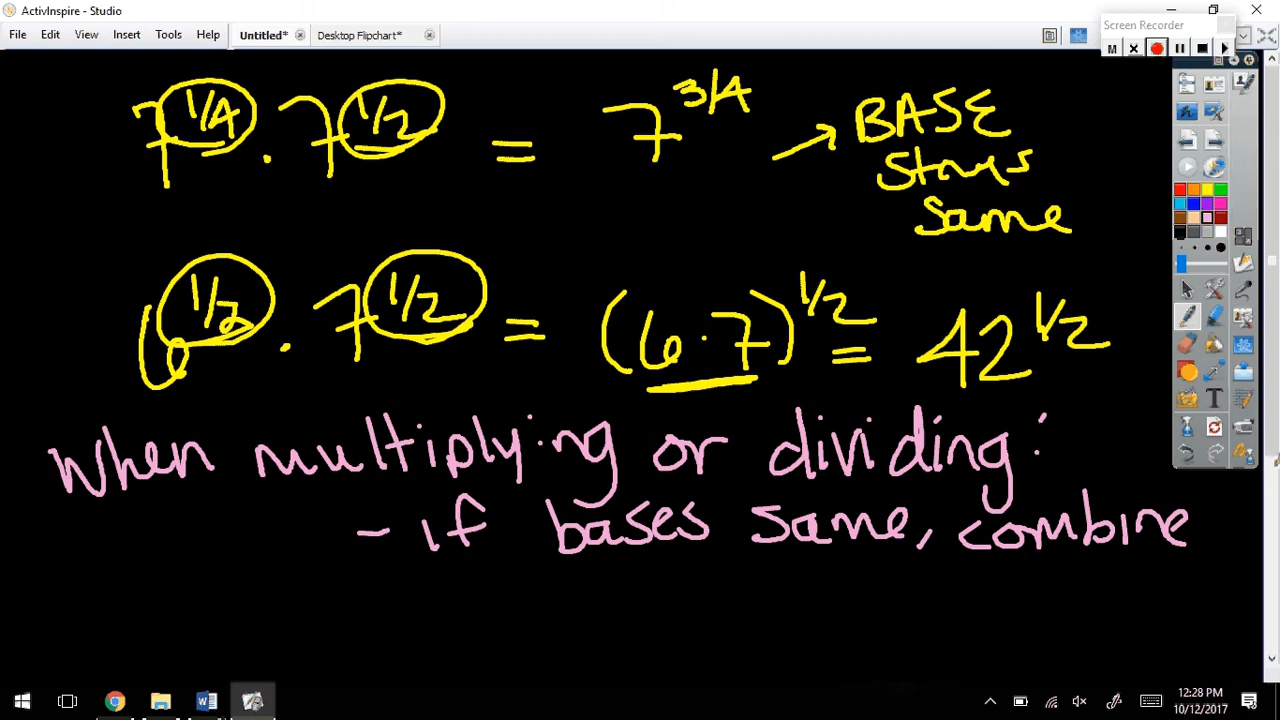 ActivInspire - Studio
Screen Recorder
File Edit View Insert Tools Help Untitled* Desktop Flipchart*
7^1/4 · 7^1/2 = 7^3/4 → BASE
stays
same
6^1/2 · 7^1/2 = (6·7)^1/2 = 42^1/2
When multiplying or dividing:
- if bases same, combine
12:28 PM
10/12/2017